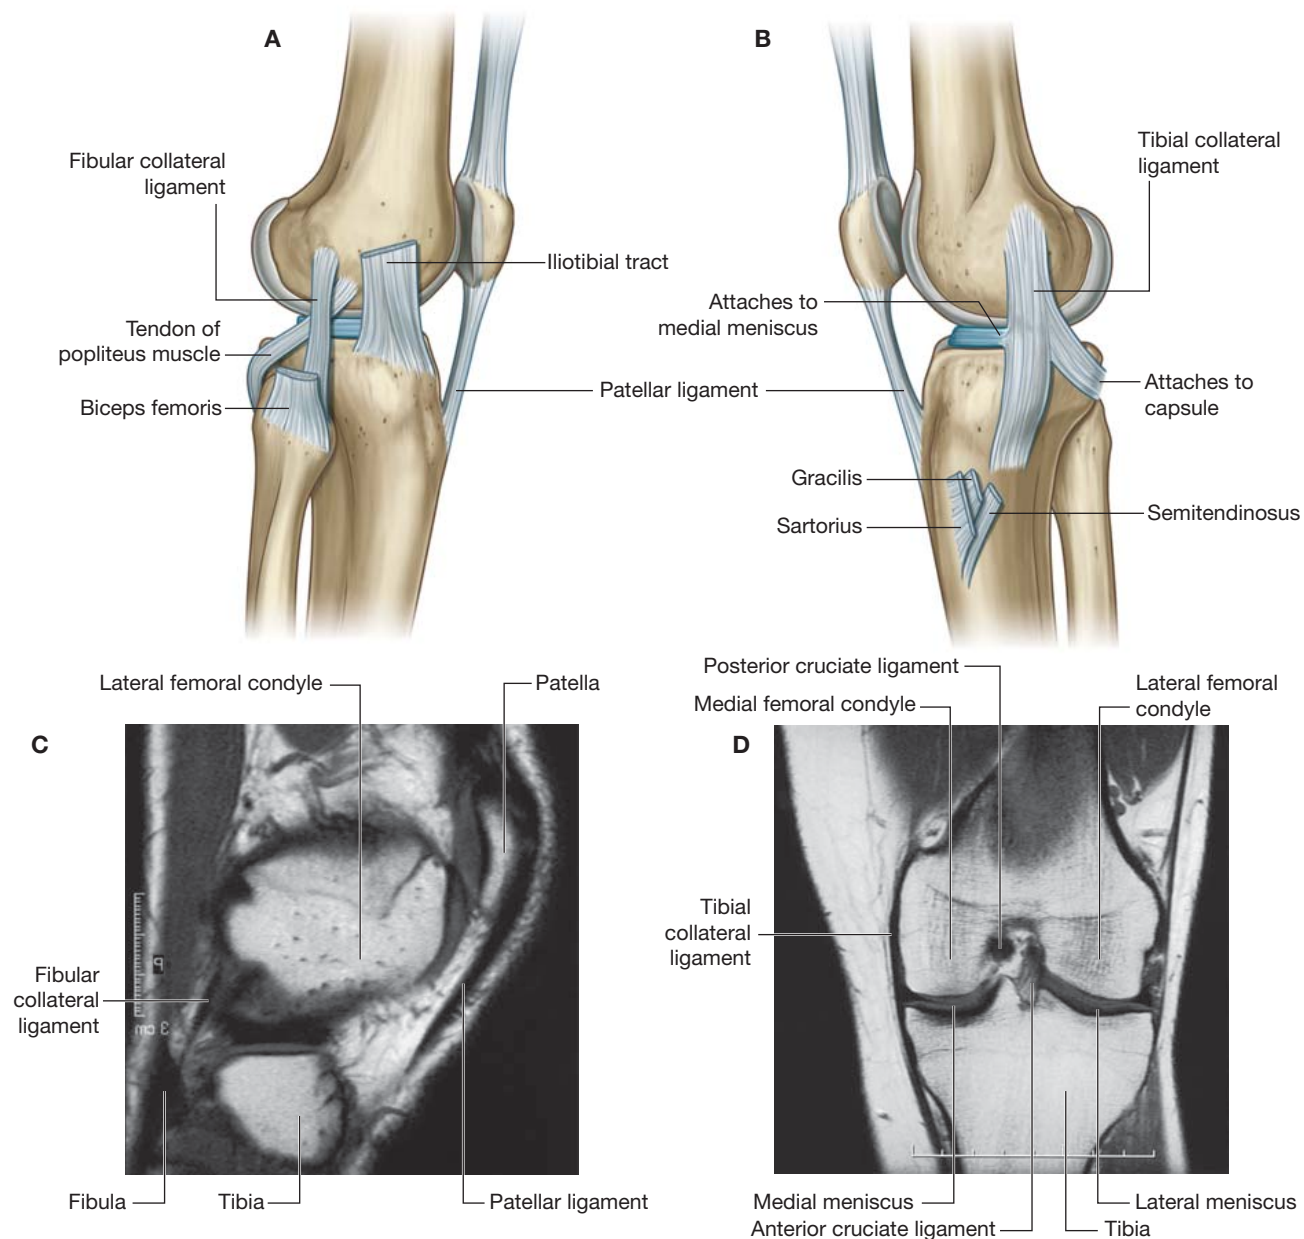 A
B
Fibular collateral
ligament
Tibial collateral
ligament
Iliotibial tract
Attaches to
medial meniscus
Tendon of
popliteus muscle
Biceps femoris
Patellar ligament
Attaches to
capsule
Gracilis
Sartorius
Semitendinosus
Lateral femoral condyle
Patella
Posterior cruciate ligament
Medial femoral condyle
Lateral femoral
condyle
C
D
Tibial
collateral
ligament
P
Fibular
collateral
ligament
3 cm
Fibula
Tibia
Patellar ligament
Medial meniscus
Lateral meniscus
Anterior cruciate ligament
Tibia